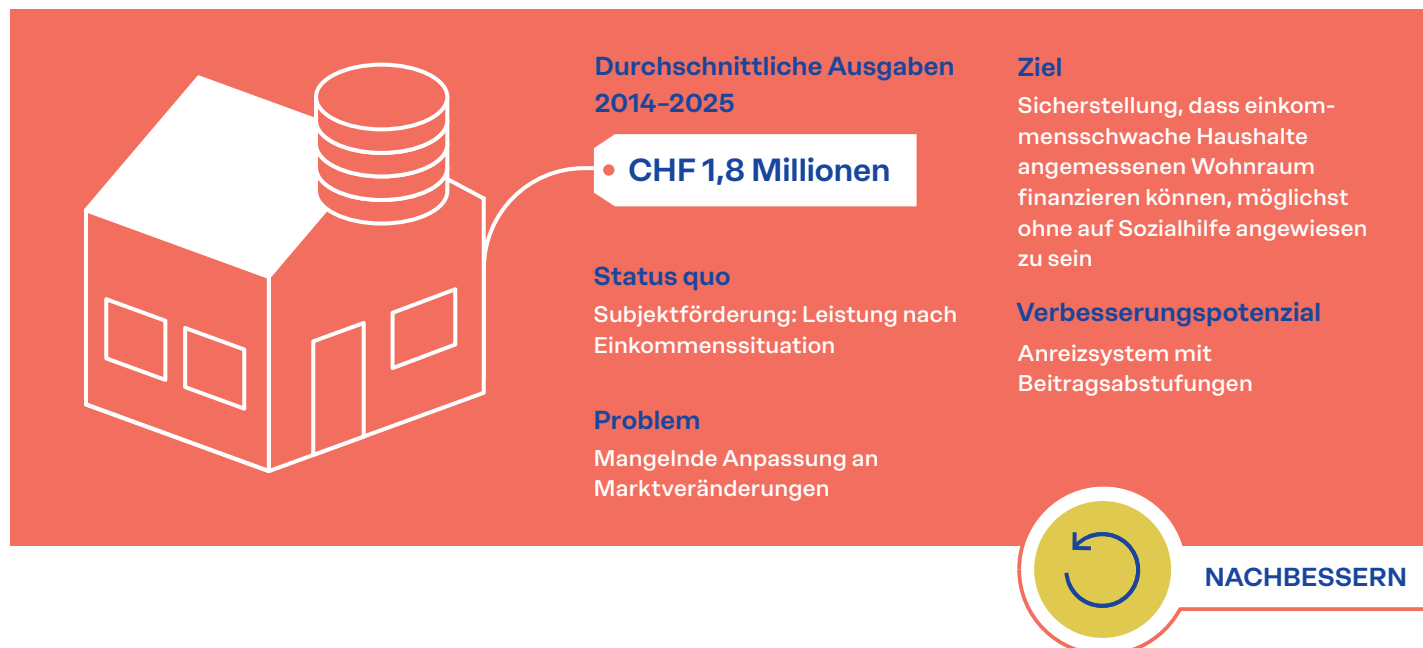 Durchschnittliche Ausgaben
2014–2025
CHF 1,8 Millionen
Status quo
Subjektförderung: Leistung nach
Einkommenssituation
Problem
Mangelnde Anpassung an
Marktveränderungen
Ziel
Sicherstellung, dass einkom-
mensschwache Haushalte
angemessenen Wohnraum
finanzieren können, möglichst
ohne auf Sozialhilfe angewiesen
zu sein
Verbesserungspotenzial
Anreizsystem mit
Beitragsabstufungen
NACHBESSERN